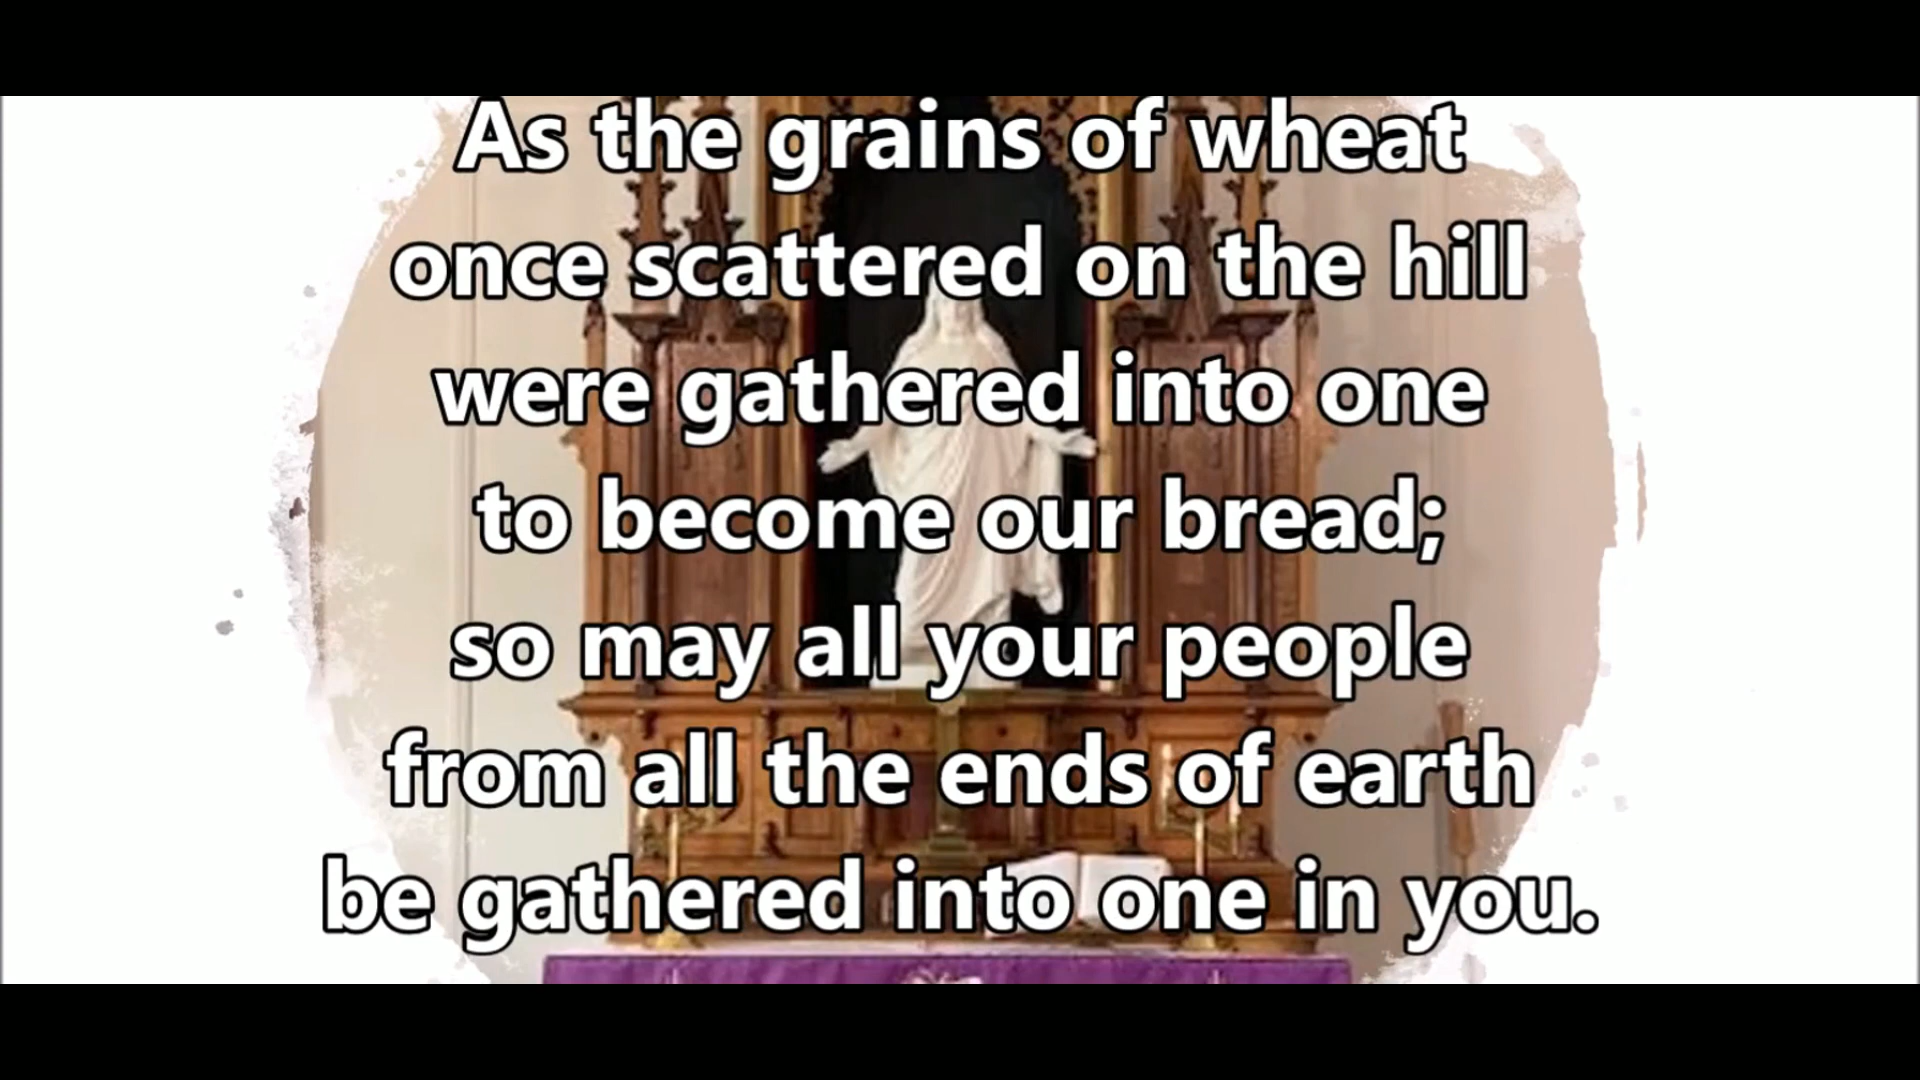 As the grains of wheat
once scattered on the hill
were gathered into one
to become our bread;
so may all your people
from all the ends of earth
be gathered into one in you.